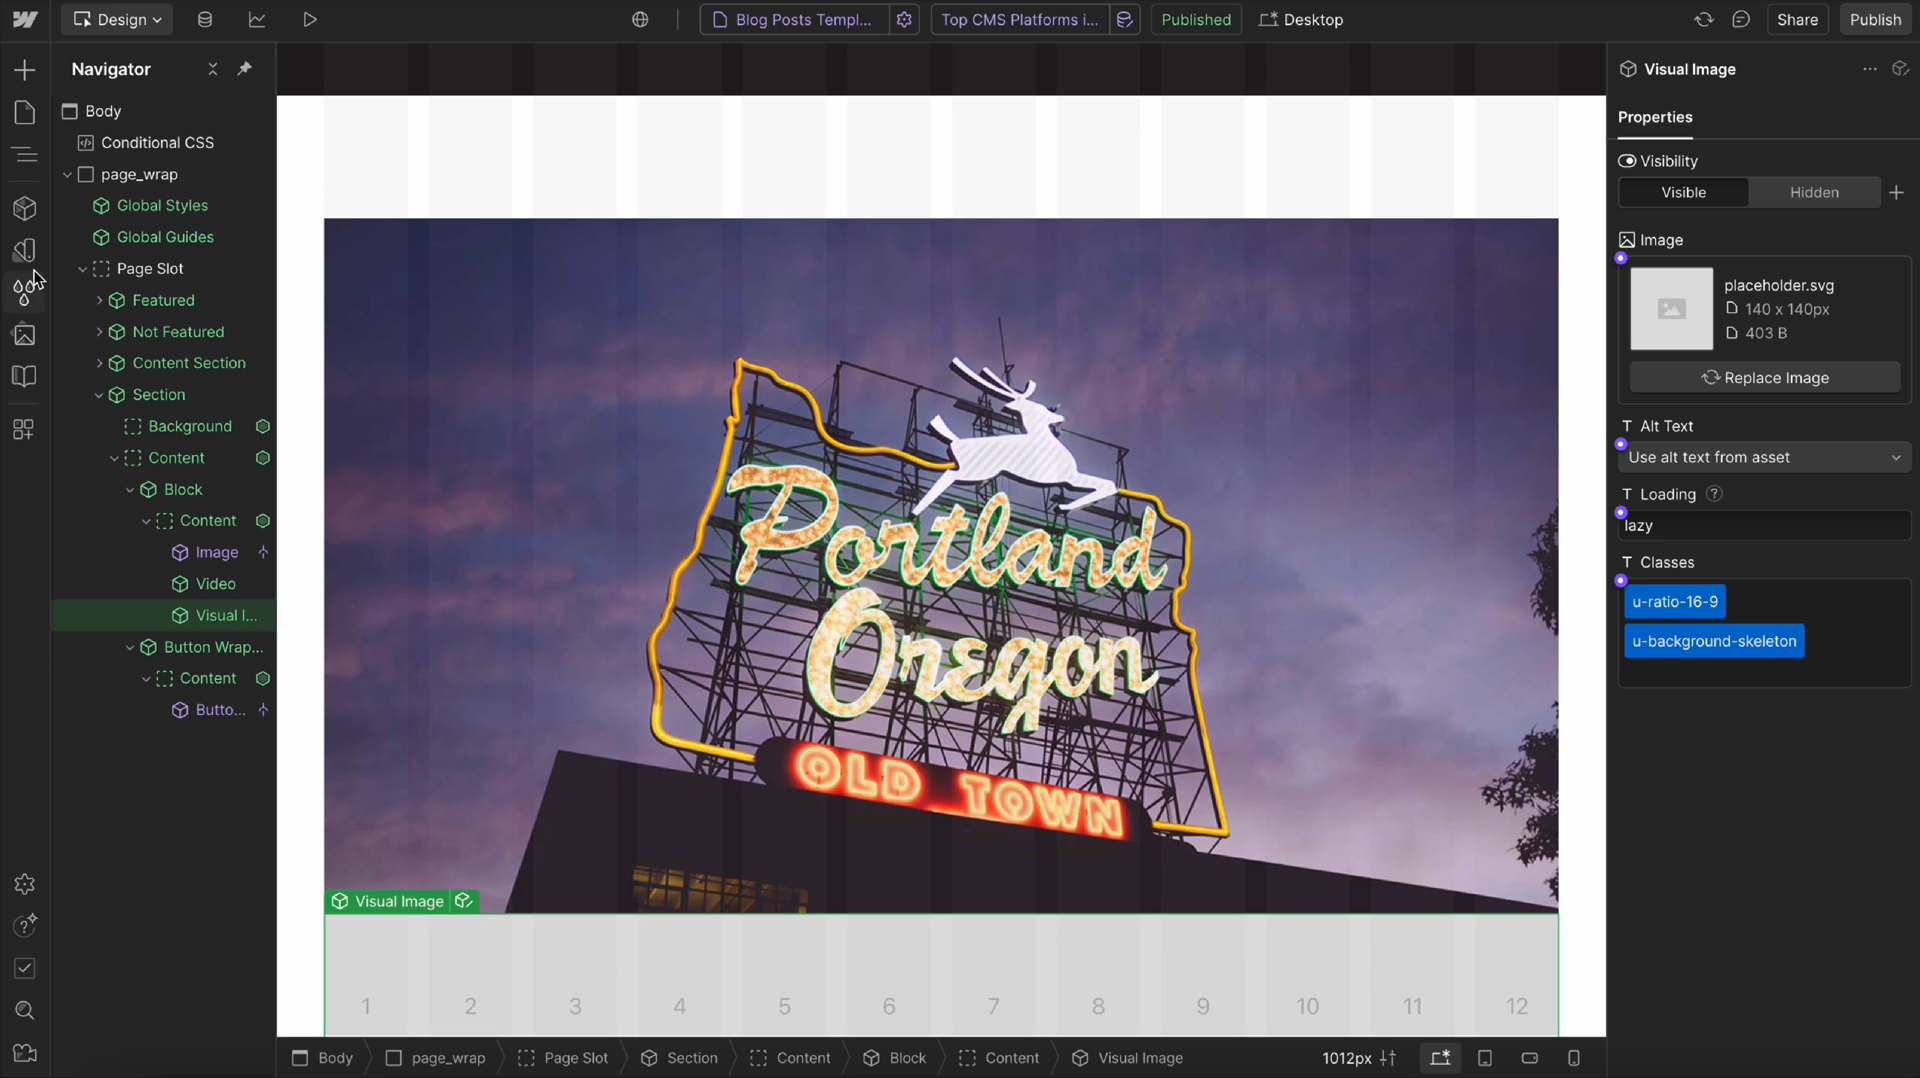 Design
Blog Posts Templ...
Top CMS Platforms i...
Published
Desktop
Share
Publish
Navigator
Body
Conditional CSS
page_wrap
Global Styles
Global Guides
Page Slot
Featured
Not Featured
Content Section
Section
Background
Content
Block
Content
Image
Video
Visual I...
Button Wrap...
Content
Butto...
Portland
Oregon
OLD TOWN
Visual Image
1 2 3 4 5 6 7 8 9 10 11 12
Visual Image
Properties
Visibility
Visible Hidden
Image
placeholder.svg
140 x 140px
403 B
Replace Image
Alt Text
Use alt text from asset
Loading
lazy
Classes
u-ratio-16-9
u-background-skeleton
Body page_wrap Page Slot Section Content Block Content Visual Image 1012px